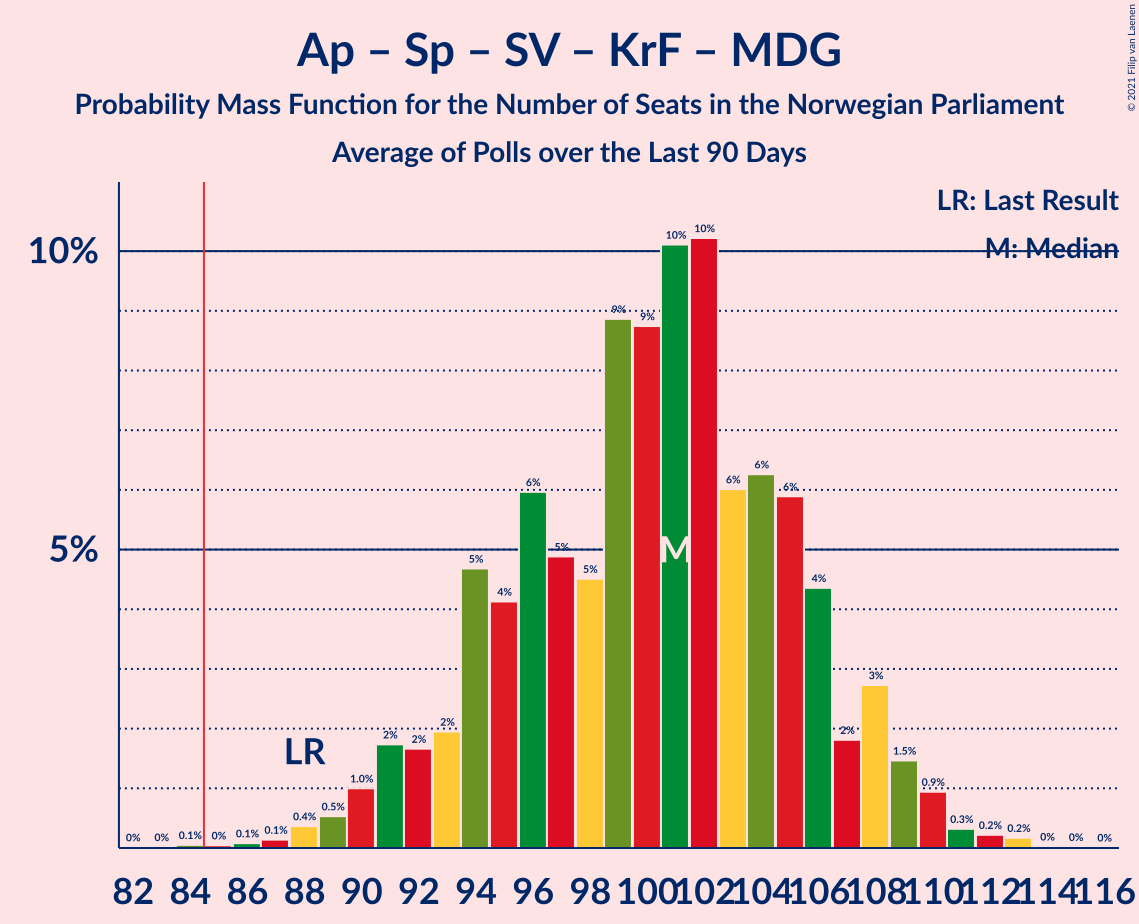 Ap – Sp – SV – KrF – MDG
Probability Mass Function for the Number of Seats in the Norwegian Parliament
Average of Polls over the Last 90 Days
© 2021 Filip van Laenen
LR: Last Result
M: Median
10%
5%
0% 0% 0.1% 0% 0.1% 0.1% 0.4% 0.5% 1.0% 2% 2% 2% 5% 4% 6% 5% 5% 9% 9% 10% 10% 6% 6% 6% 4% 2% 3% 1.5% 0.9% 0.3% 0.2% 0.2% 0% 0% 0%
LR
M
82 84 86 88 90 92 94 96 98 100 102 104 106 108 110 112 114 116